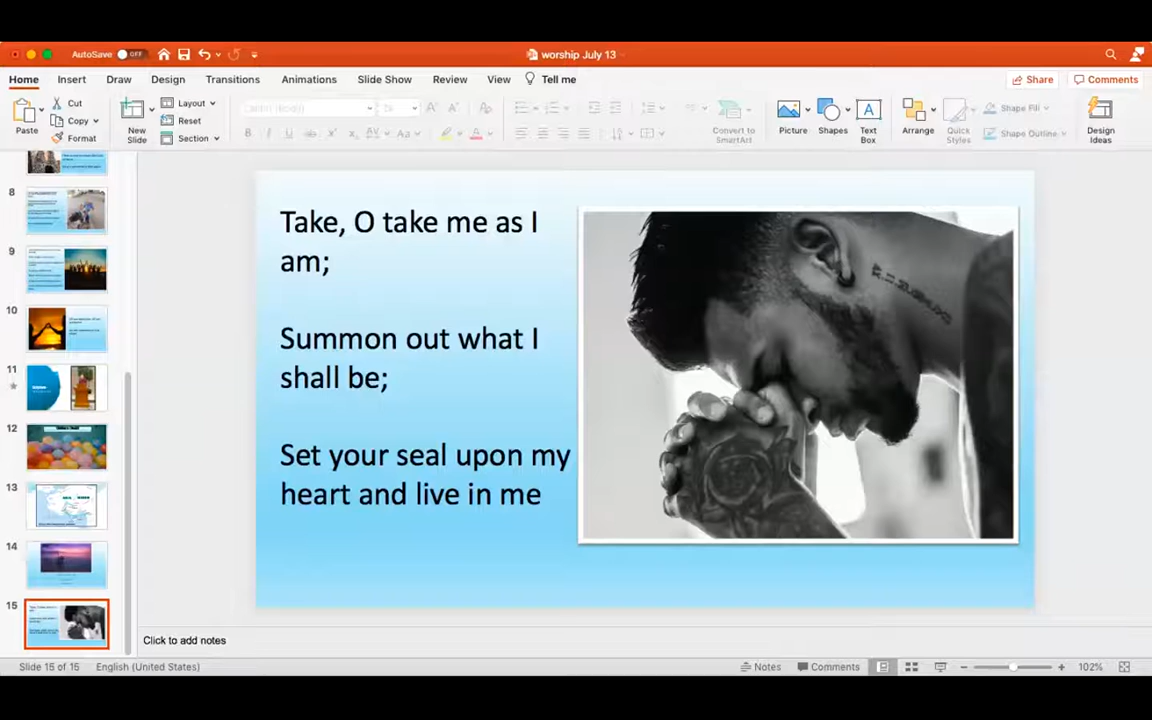 AutoSave OFF
worship July 13
Home Insert Draw Design Transitions Animations Slide Show Review View Tell me
Share Comments
Paste
Cut
Copy
Format
New Slide
Layout
Reset
Section
Convert to SmartArt
Picture
Shapes
Text Box
Arrange
Quick Styles
Shape Fill
Shape Outline
Design Ideas
8
9
10
11
12
13
14
15
Take, O take me as I
am;
Summon out what I
shall be;
Set your seal upon my
heart and live in me
Click to add notes
Slide 15 of 15 English (United States) Notes Comments 102%